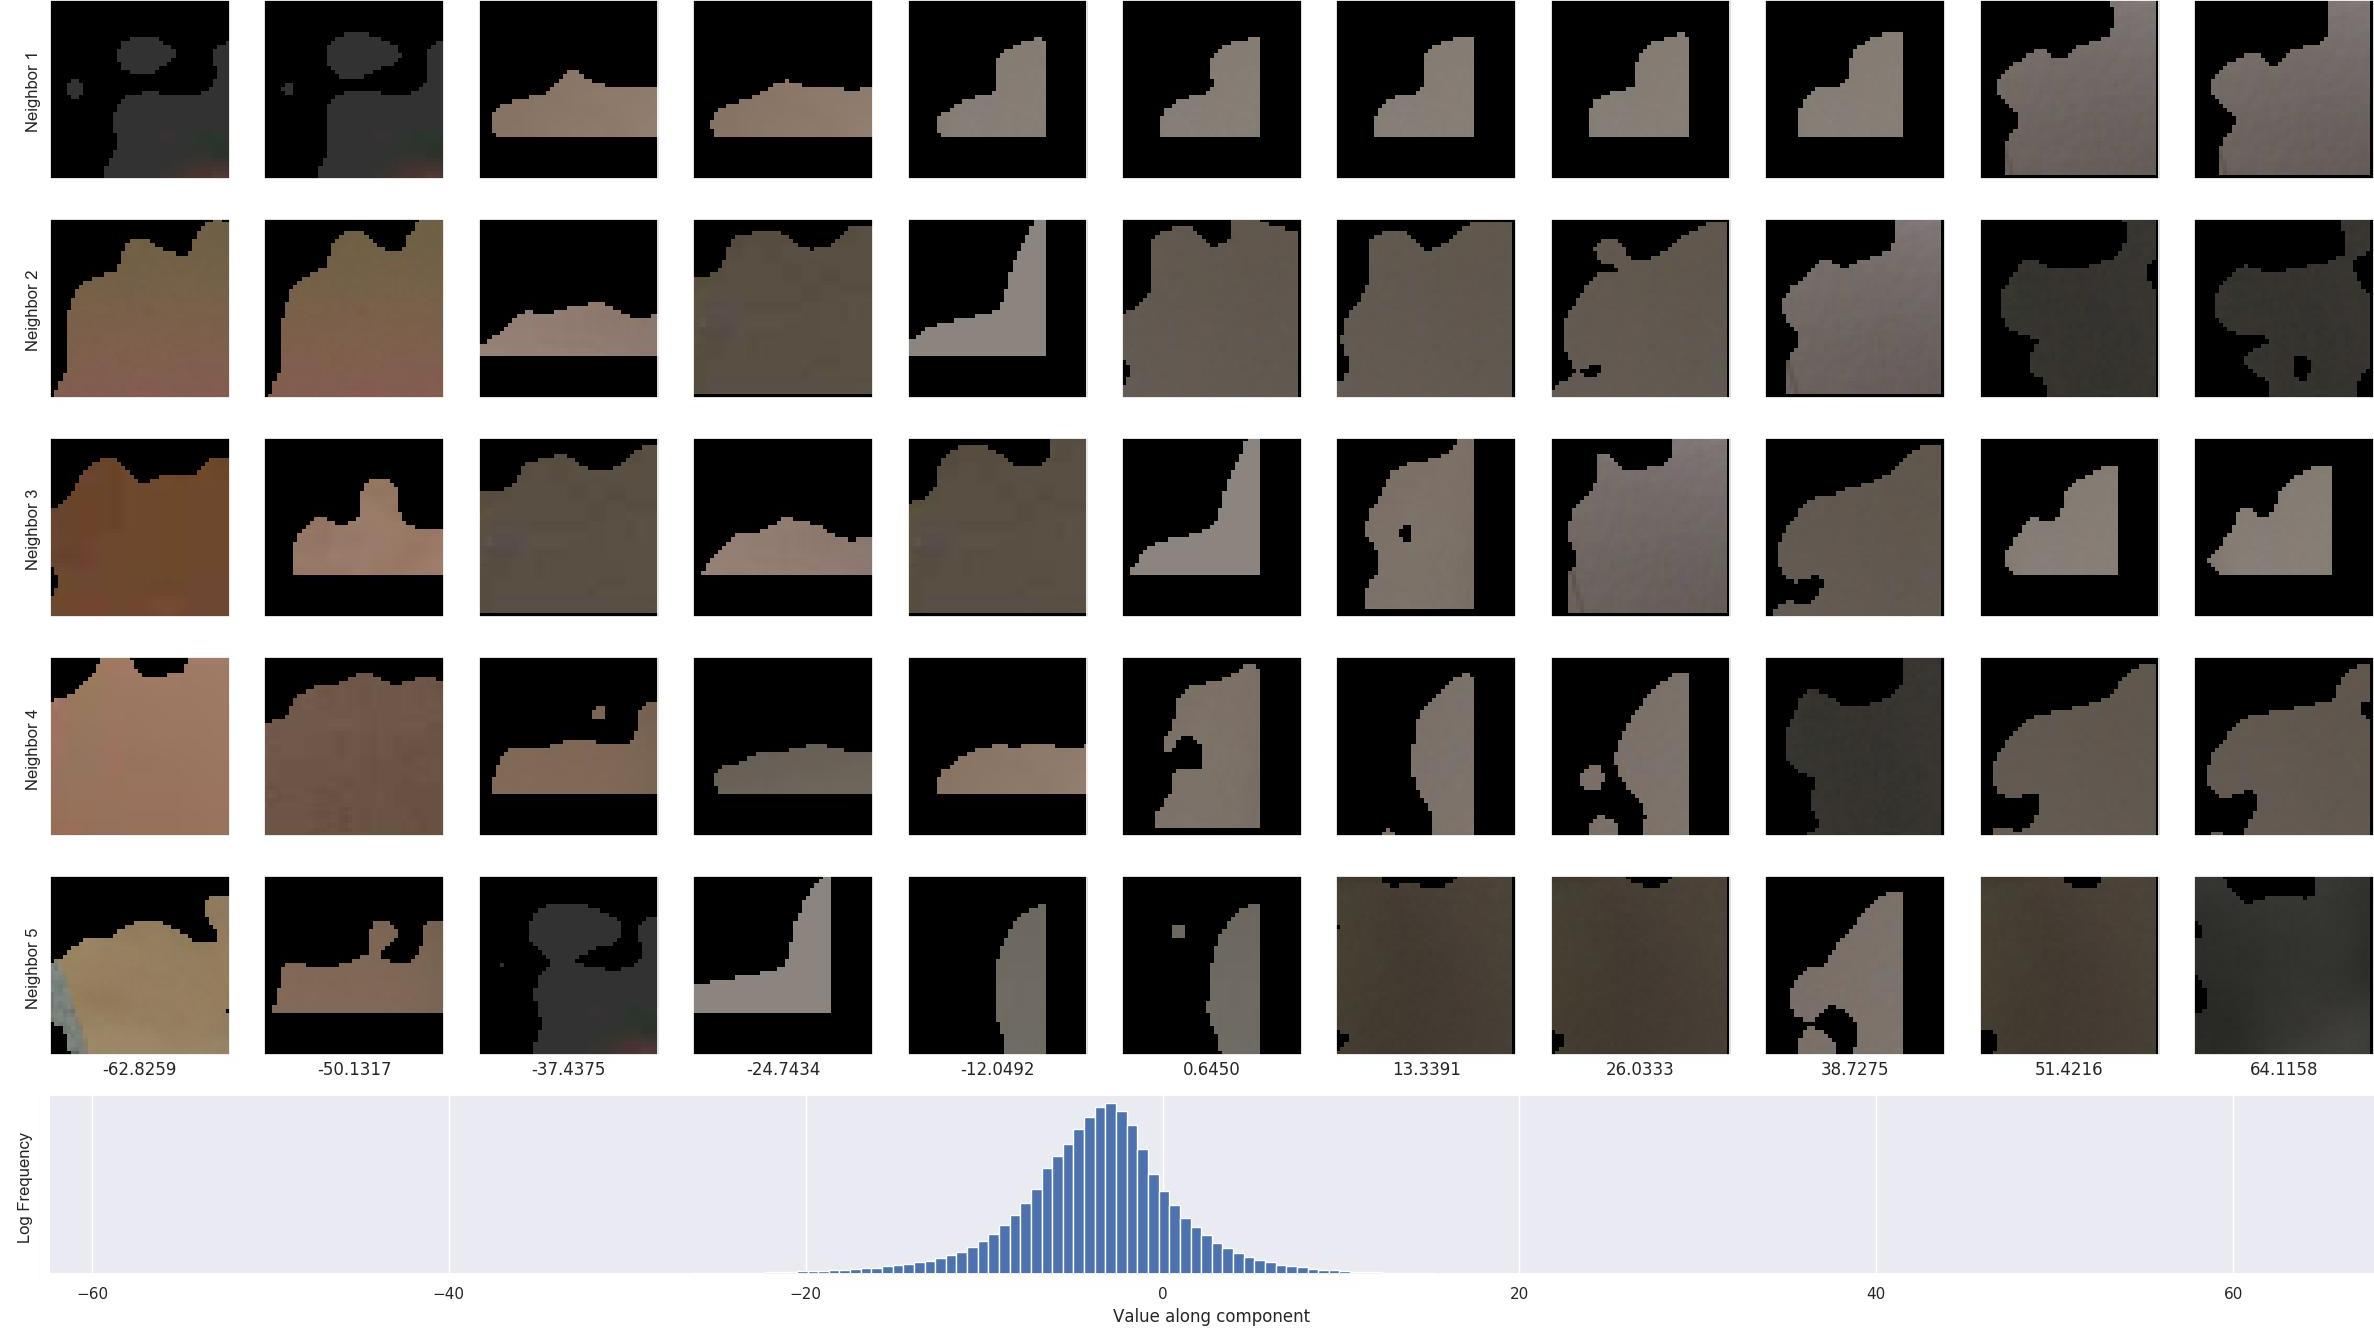 Neighbor 1
Neighbor 2
Neighbor 3
Neighbor 4
Neighbor 5
-62.8259 -50.1317 -37.4375 -24.7434 -12.0492 0.6450 13.3391 26.0333 38.7275 51.4216 64.1158
Log Frequency
−60 −40 −20 0 20 40 60
Value along component